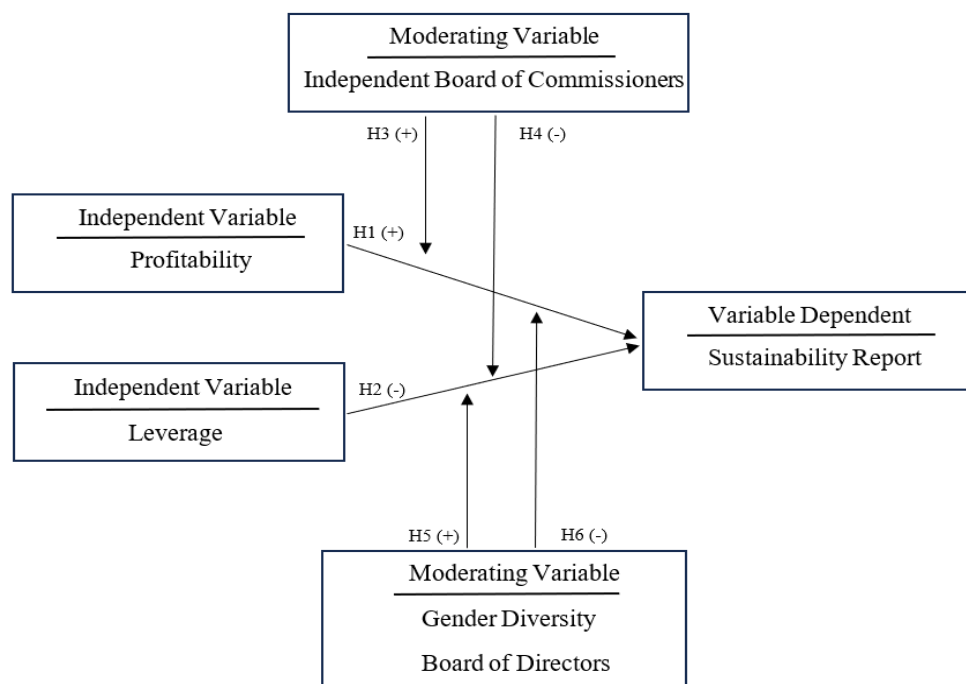 Moderating Variable
Independent Board of Commissioners
H3 (+)
H4 (-)
Independent Variable
Profitability
H1 (+)
Variable Dependent
Sustainability Report
Independent Variable
Leverage
H2 (-)
H5 (+)
H6 (-)
Moderating Variable
Gender Diversity
Board of Directors